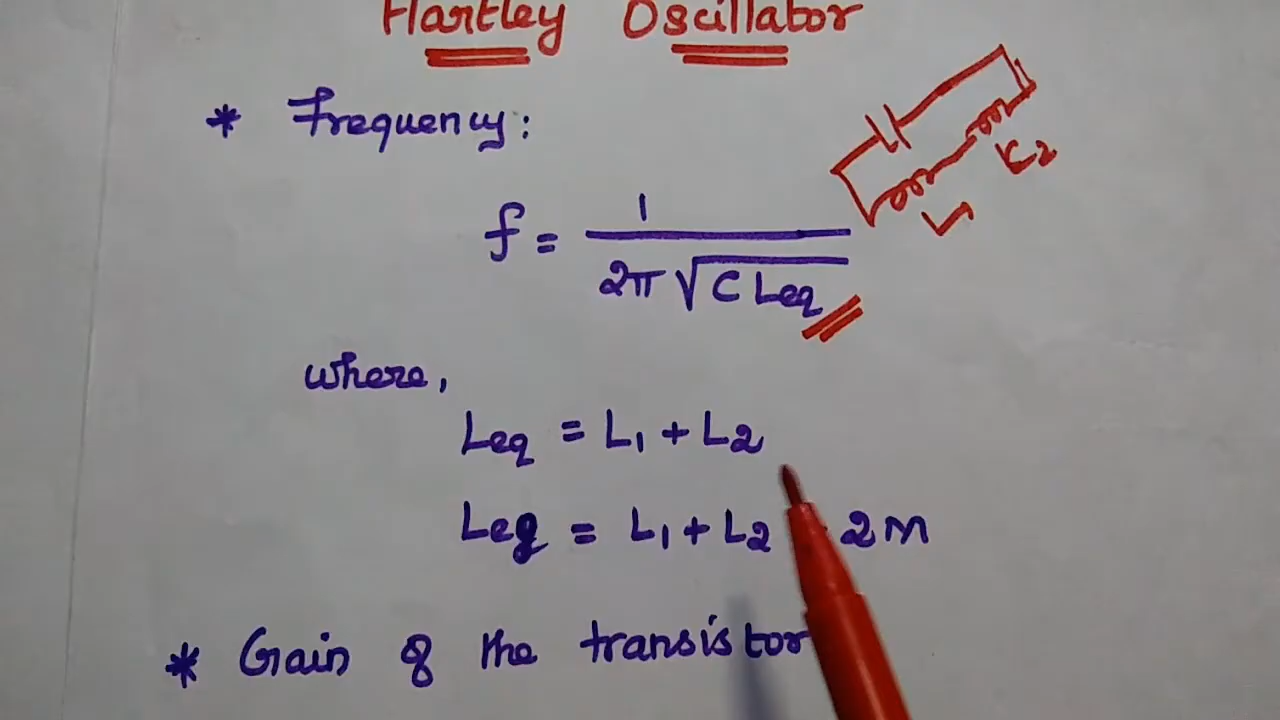 Hartley Oscillator
* Frequency:
L1
L2
f = 1 / 2π √C Leq
where,
Leq = L1 + L2
Leq = L1 + L2 2M
* Gain of the transistor